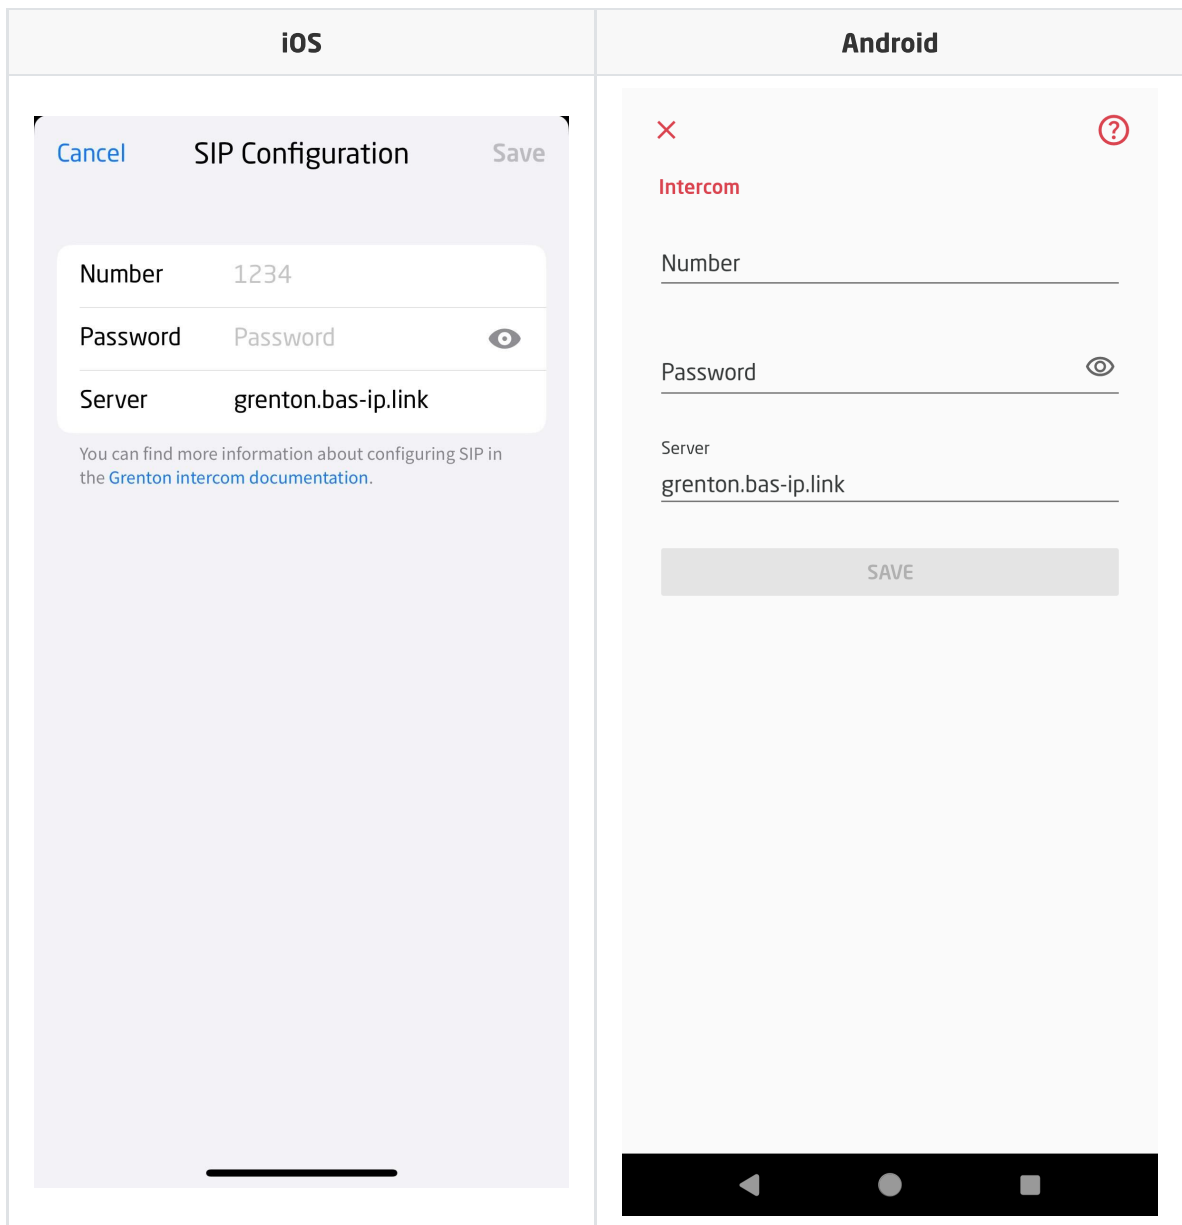 iOS
Android
Cancel SIP Configuration Save
Number 1234
Password Password
Server grenton.bas-ip.link
You can find more information about configuring SIP in
the Grenton intercom documentation.
?
Intercom
Number
Password
Server
grenton.bas-ip.link
SAVE